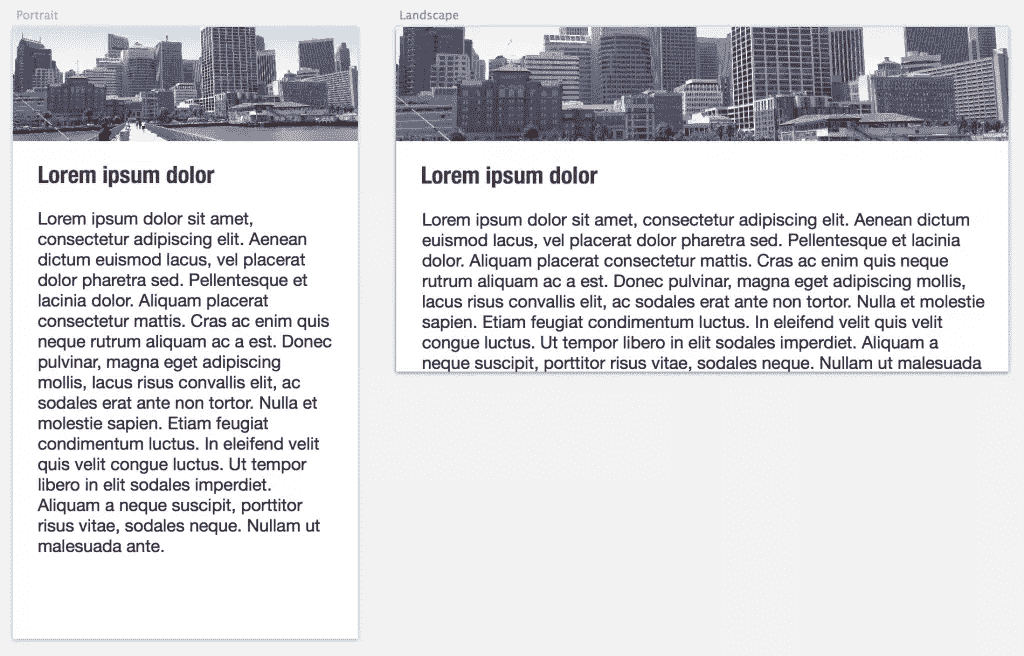 Portrait
Lorem ipsum dolor
Lorem ipsum dolor sit amet,
consectetur adipiscing elit. Aenean
dictum euismod lacus, vel placerat
dolor pharetra sed. Pellentesque et
lacinia dolor. Aliquam placerat
consectetur mattis. Cras ac enim quis
neque rutrum aliquam ac a est. Donec
pulvinar, magna eget adipiscing
mollis, lacus risus convallis elit, ac
sodales erat ante non tortor. Nulla et
molestie sapien. Etiam feugiat
condimentum luctus. In eleifend velit
quis velit congue luctus. Ut tempor
libero in elit sodales imperdiet.
Aliquam a neque suscipit, porttitor
risus vitae, sodales neque. Nullam ut
malesuada ante.
Landscape
Lorem ipsum dolor
Lorem ipsum dolor sit amet, consectetur adipiscing elit. Aenean dictum
euismod lacus, vel placerat dolor pharetra sed. Pellentesque et lacinia
dolor. Aliquam placerat consectetur mattis. Cras ac enim quis neque
rutrum aliquam ac a est. Donec pulvinar, magna eget adipiscing mollis,
lacus risus convallis elit, ac sodales erat ante non tortor. Nulla et molestie
sapien. Etiam feugiat condimentum luctus. In eleifend velit quis velit
congue luctus. Ut tempor libero in elit sodales imperdiet. Aliquam a
neque suscipit, porttitor risus vitae, sodales neque. Nullam ut malesuada